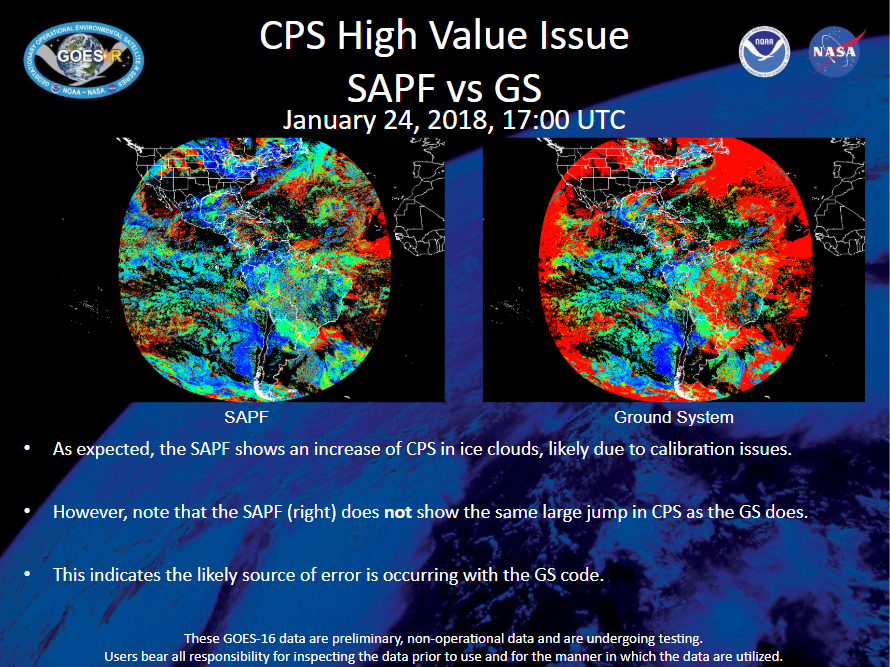 GEOSTATIONARY OPERATIONAL ENVIRONMENTAL SATELLITE R SERIES
GOES-R
NOAA – NASA
CPS High Value Issue
SAPF vs GS
January 24, 2018, 17:00 UTC
NOAA
NASA
SAPF
Ground System
• As expected, the SAPF shows an increase of CPS in ice clouds, likely due to calibration issues.
• However, note that the SAPF (right) does not show the same large jump in CPS as the GS does.
• This indicates the likely source of error is occurring with the GS code.
These GOES-16 data are preliminary, non-operational data and are undergoing testing.
Users bear all responsibility for inspecting the data prior to use and for the manner in which the data are utilized.